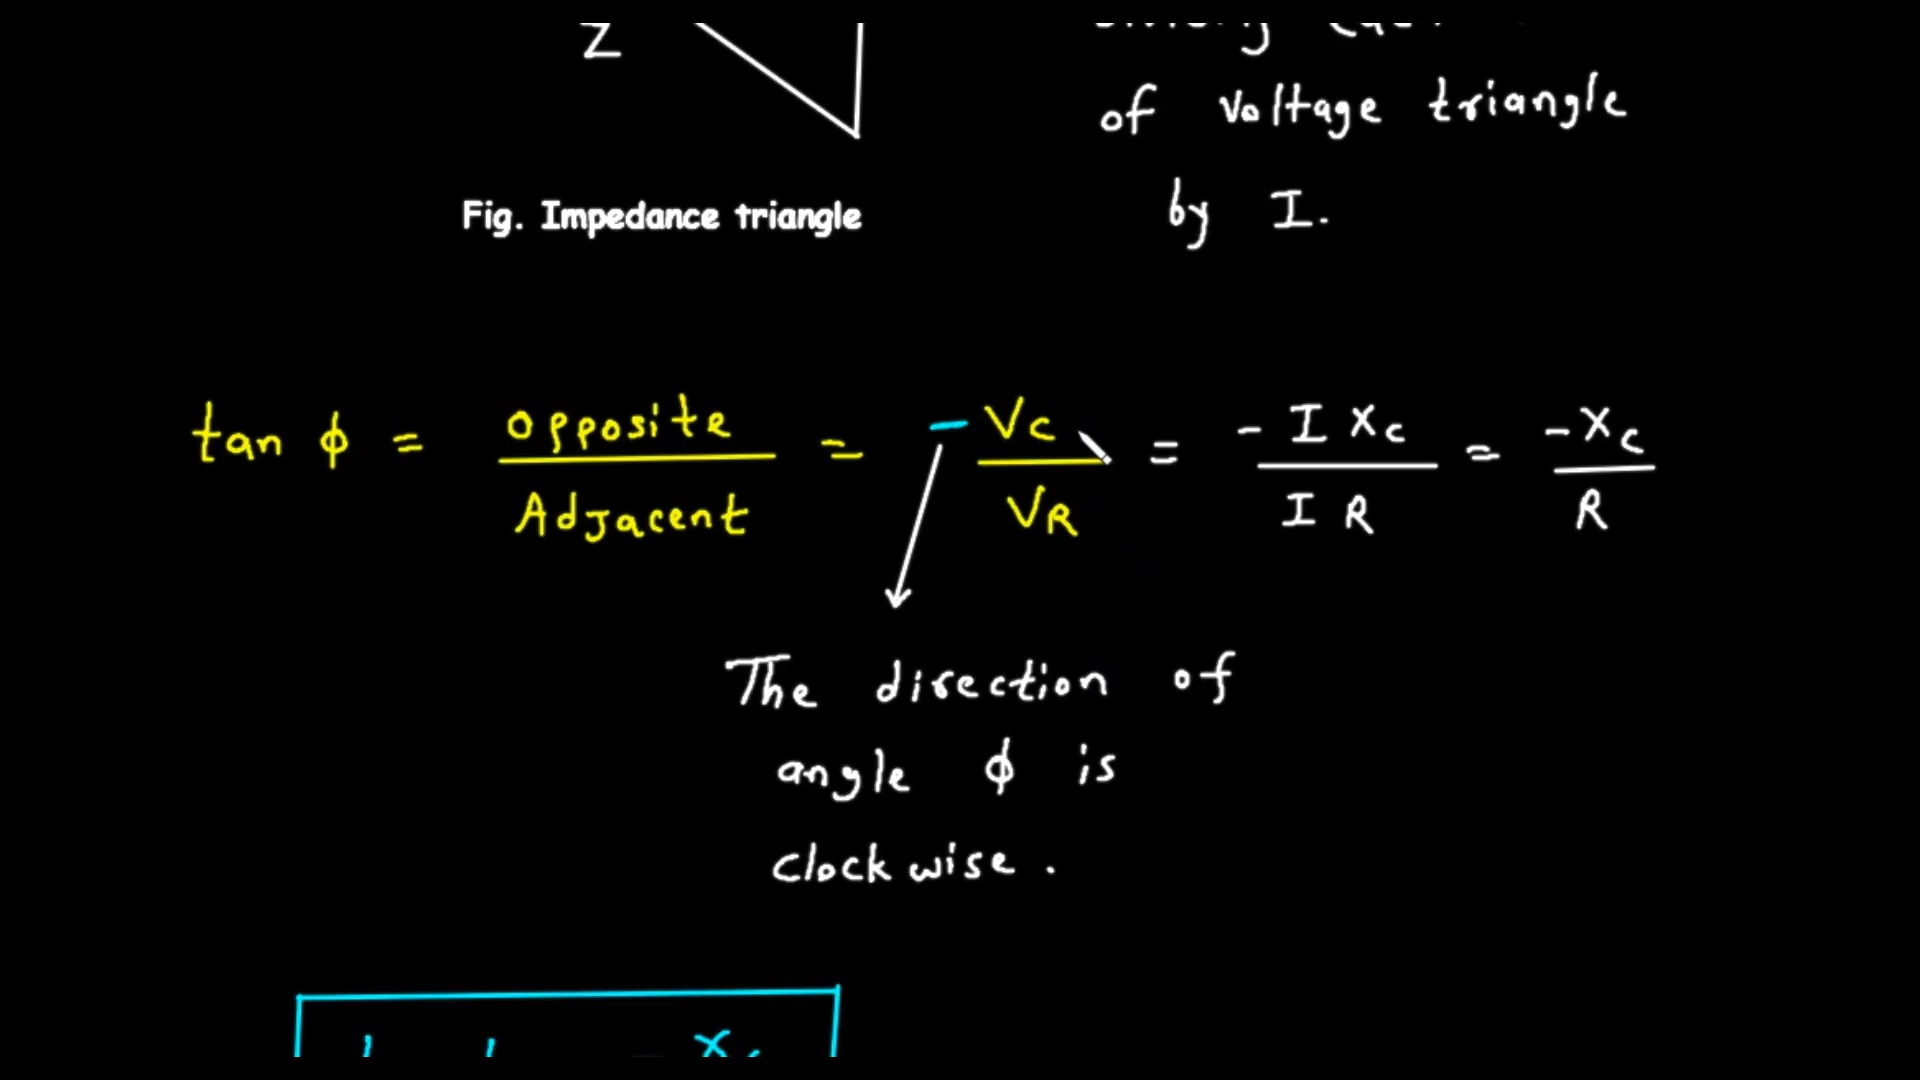 Z
of voltage triangle
by I.
Fig. Impedance triangle
tan ϕ = opposite / Adjacent = - VC / VR = - I XC / I R = - XC / R
The direction of
angle ϕ is
clockwise.